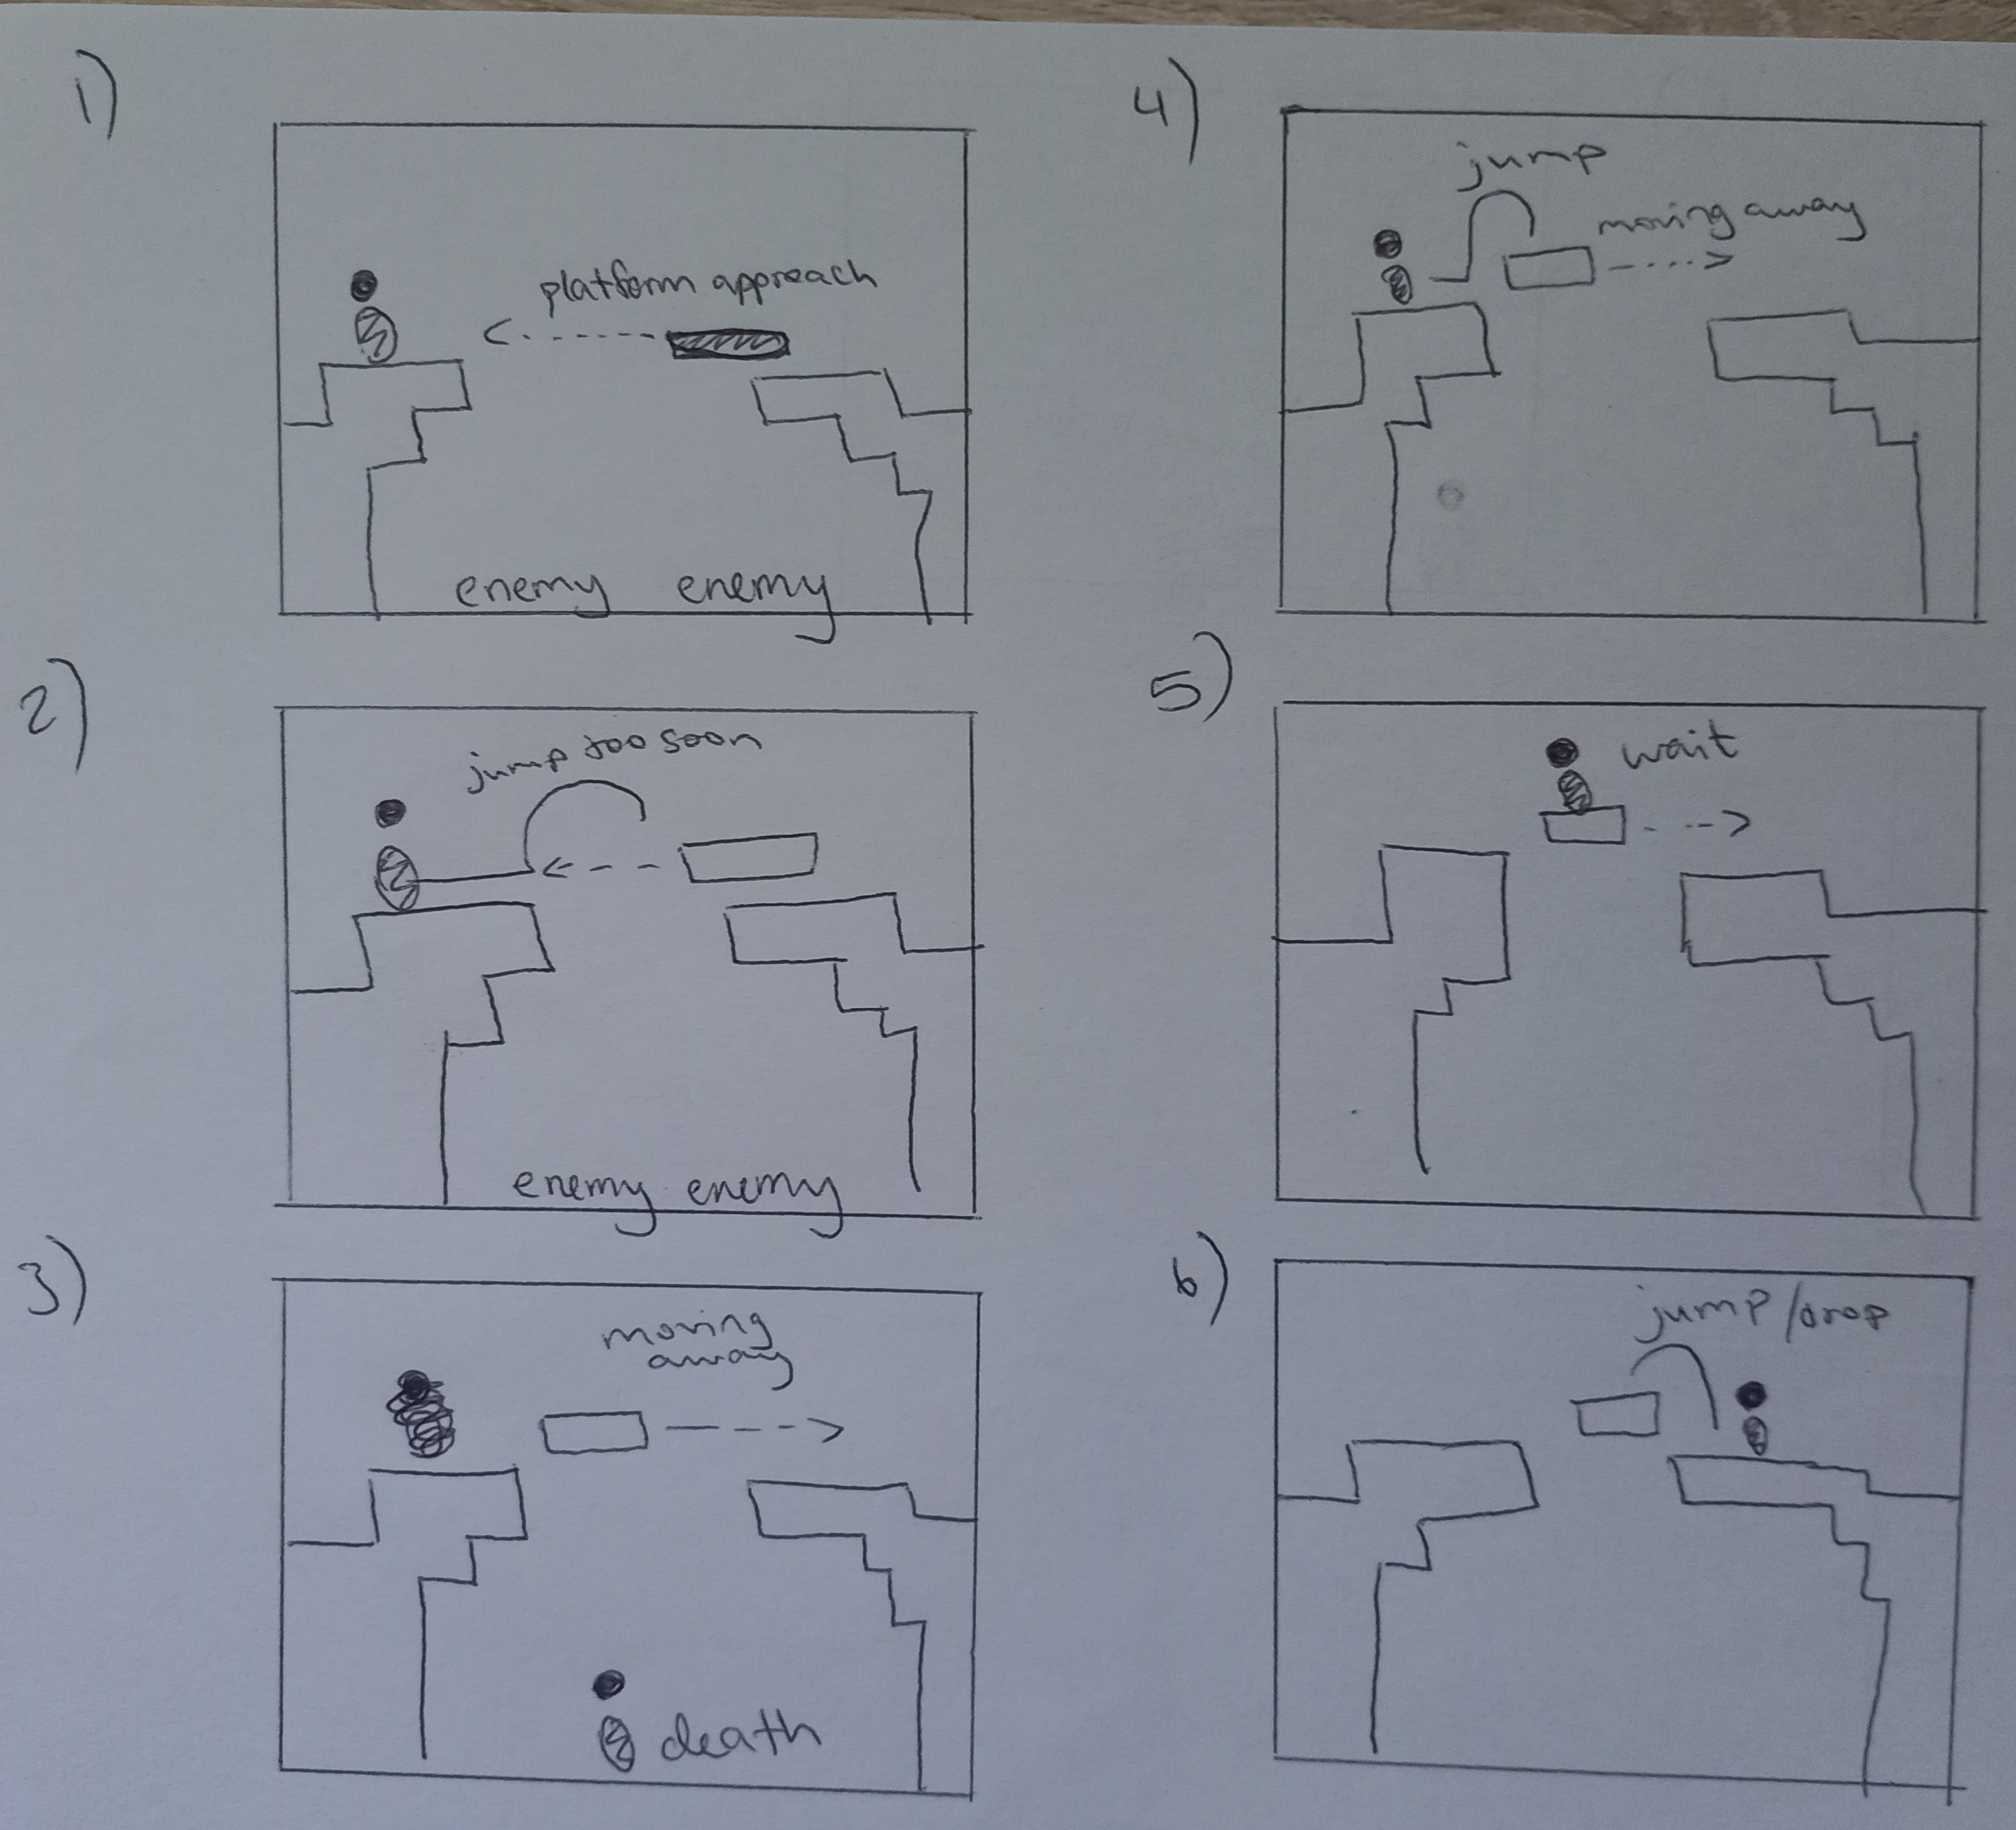 1)
platform appreach
enemy enemy
2)
jump too soon
enemy enemy
3)
moving
away
death
4)
jump
moving away
5)
wait
6)
jump/drop